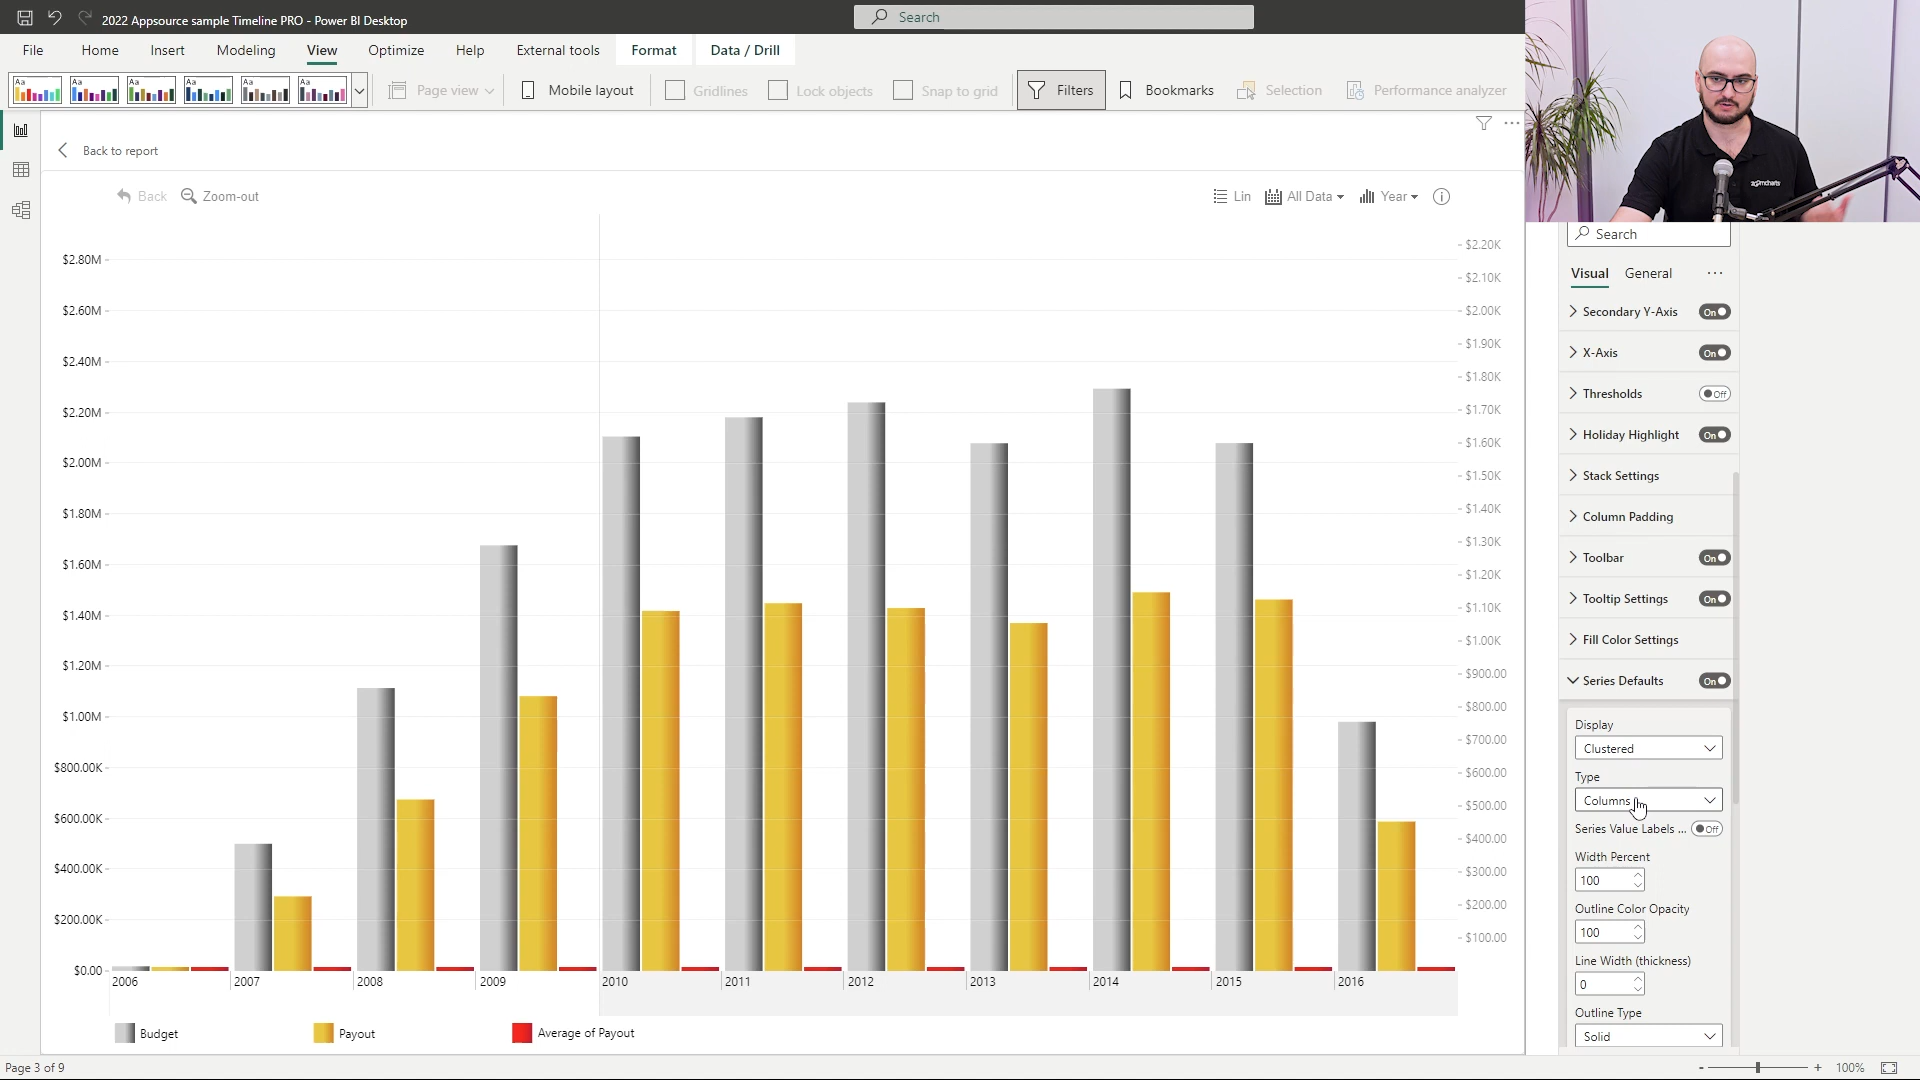 2022 Appsource sample Timeline PRO - Power BI Desktop
Search
File Home Insert Modeling View Optimize Help External tools Format Data / Drill
Aa Aa Aa Aa Aa Aa Page view Mobile layout Gridlines Lock objects Snap to grid Filters Bookmarks Selection Performance analyzer
Back to report
Back Zoom-out Lin All Data Year
zoomcharts
$2.80M
$2.60M
$2.40M
$2.20M
$2.00M
$1.80M
$1.60M
$1.40M
$1.20M
$1.00M
$800.00K
$600.00K
$400.00K
$200.00K
$0.00
2006 2007 2008 2009 2010 2011 2012 2013 2014 2015 2016
$2.20K
$2.10K
$2.00K
$1.90K
$1.80K
$1.70K
$1.60K
$1.50K
$1.40K
$1.30K
$1.20K
$1.10K
$1.00K
$900.00
$800.00
$700.00
$600.00
$500.00
$400.00
$300.00
$200.00
$100.00
Budget Payout Average of Payout
Search
Visual General
Secondary Y-Axis On
X-Axis On
Thresholds Off
Holiday Highlight On
Stack Settings
Column Padding
Toolbar On
Tooltip Settings On
Fill Color Settings
Series Defaults On
Display
Clustered
Type
Columns
Series Value Labels ... Off
Width Percent
100
Outline Color Opacity
100
Line Width (thickness)
0
Outline Type
Solid
Page 3 of 9
- + 100%